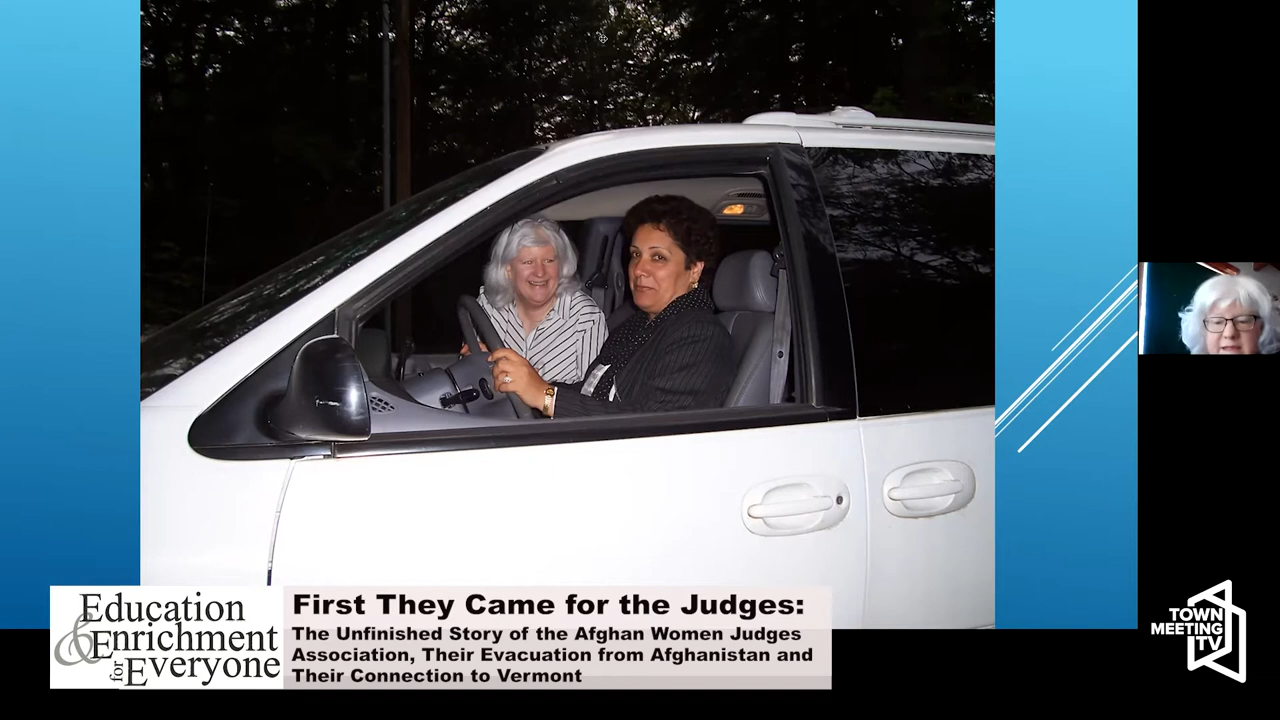 Education
& Enrichment
for Everyone
First They Came for the Judges:
The Unfinished Story of the Afghan Women Judges
Association, Their Evacuation from Afghanistan and
Their Connection to Vermont
TOWN
MEETING
TV